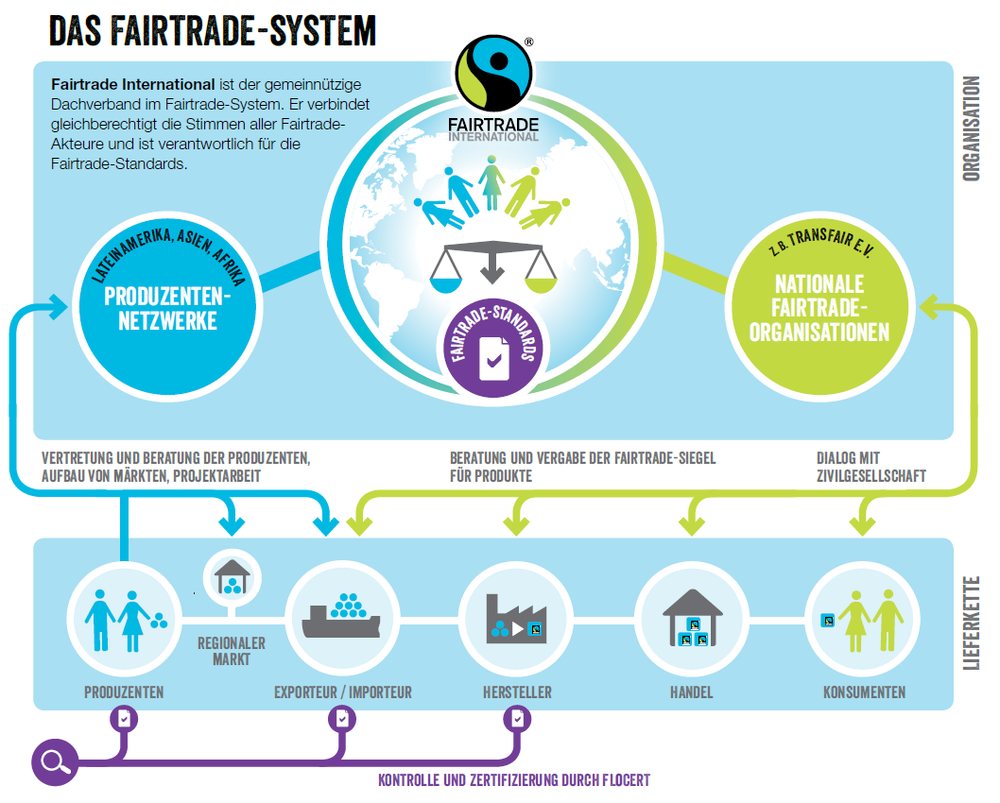 DAS FAIRTRADE-SYSTEM
Fairtrade International ist der gemeinnützige
Dachverband im Fairtrade-System. Er verbindet
gleichberechtigt die Stimmen aller Fairtrade-
Akteure und ist verantwortlich für die
Fairtrade-Standards.
®
FAIRTRADE
INTERNATIONAL
ORGANISATION
LATEINAMERIKA, ASIEN, AFRIKA
PRODUZENTEN-
NETZWERKE
FAIRTRADE-STANDARDS
Z. B. TRANSFAIR E.V.
NATIONALE
FAIRTRADE-
ORGANISATIONEN
VERTRETUNG UND BERATUNG DER PRODUZENTEN,
AUFBAU VON MÄRKTEN, PROJEKTARBEIT
BERATUNG UND VERGABE DER FAIRTRADE-SIEGEL
FÜR PRODUKTE
DIALOG MIT
ZIVILGESELLSCHAFT
LIEFERKETTE
PRODUZENTEN
REGIONALER
MARKT
EXPORTEUR / IMPORTEUR
HERSTELLER
HANDEL
KONSUMENTEN
KONTROLLE UND ZERTIFIZIERUNG DURCH FLOCERT